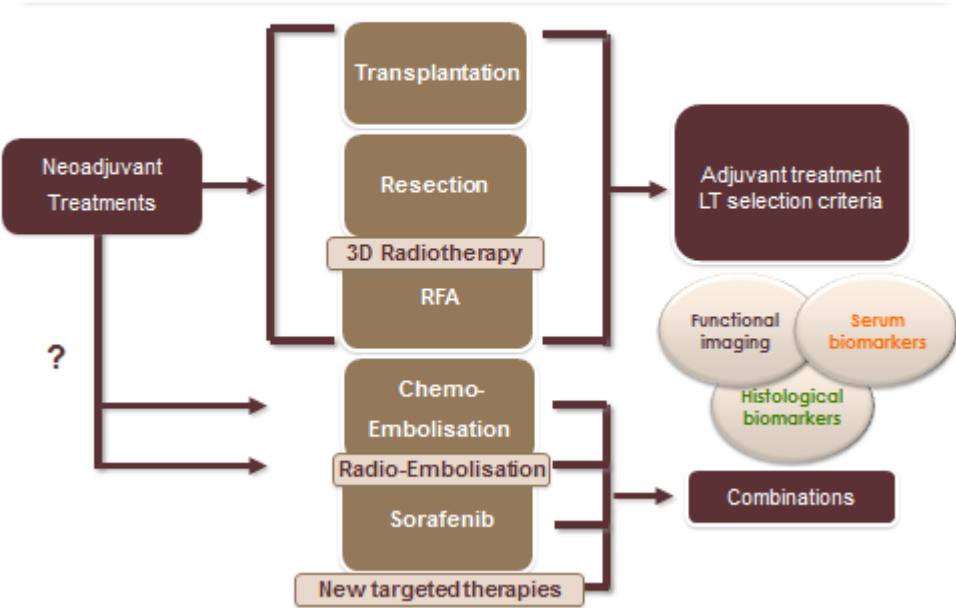 Neoadjuvant
Treatments
?
Transplantation
Resection
3D Radiotherapy
RFA
Chemo-
Embolisation
Radio-Embolisation
Sorafenib
New targeted therapies
Adjuvant treatment
LT selection criteria
Functional
imaging
Serum
biomarkers
Histological
biomarkers
Combinations